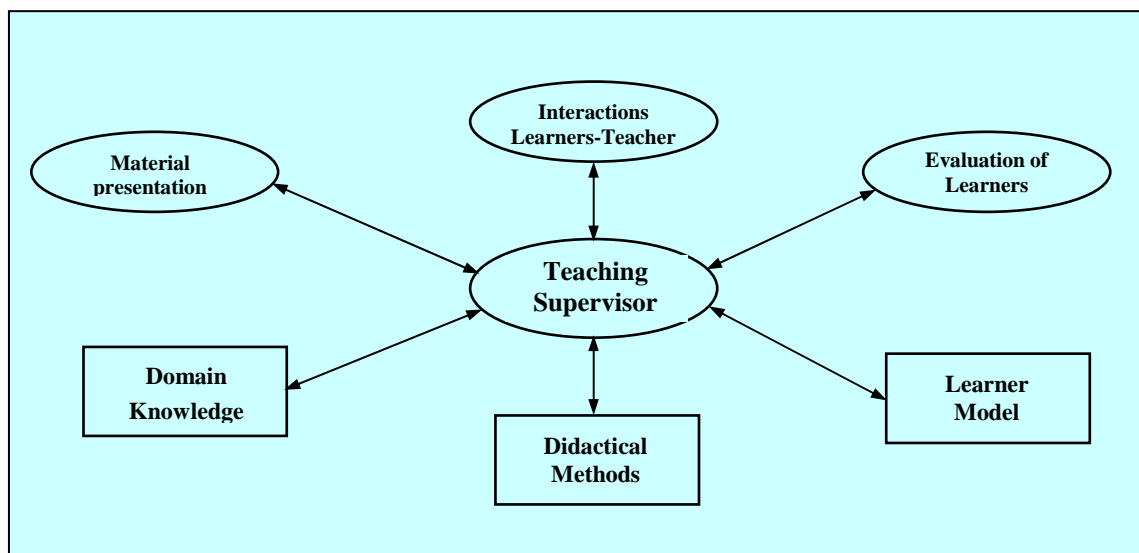 Interactions
Learners-Teacher
Material
presentation
Evaluation of
Learners
Teaching
Supervisor
Domain
Knowledge
Didactical
Methods
Learner
Model